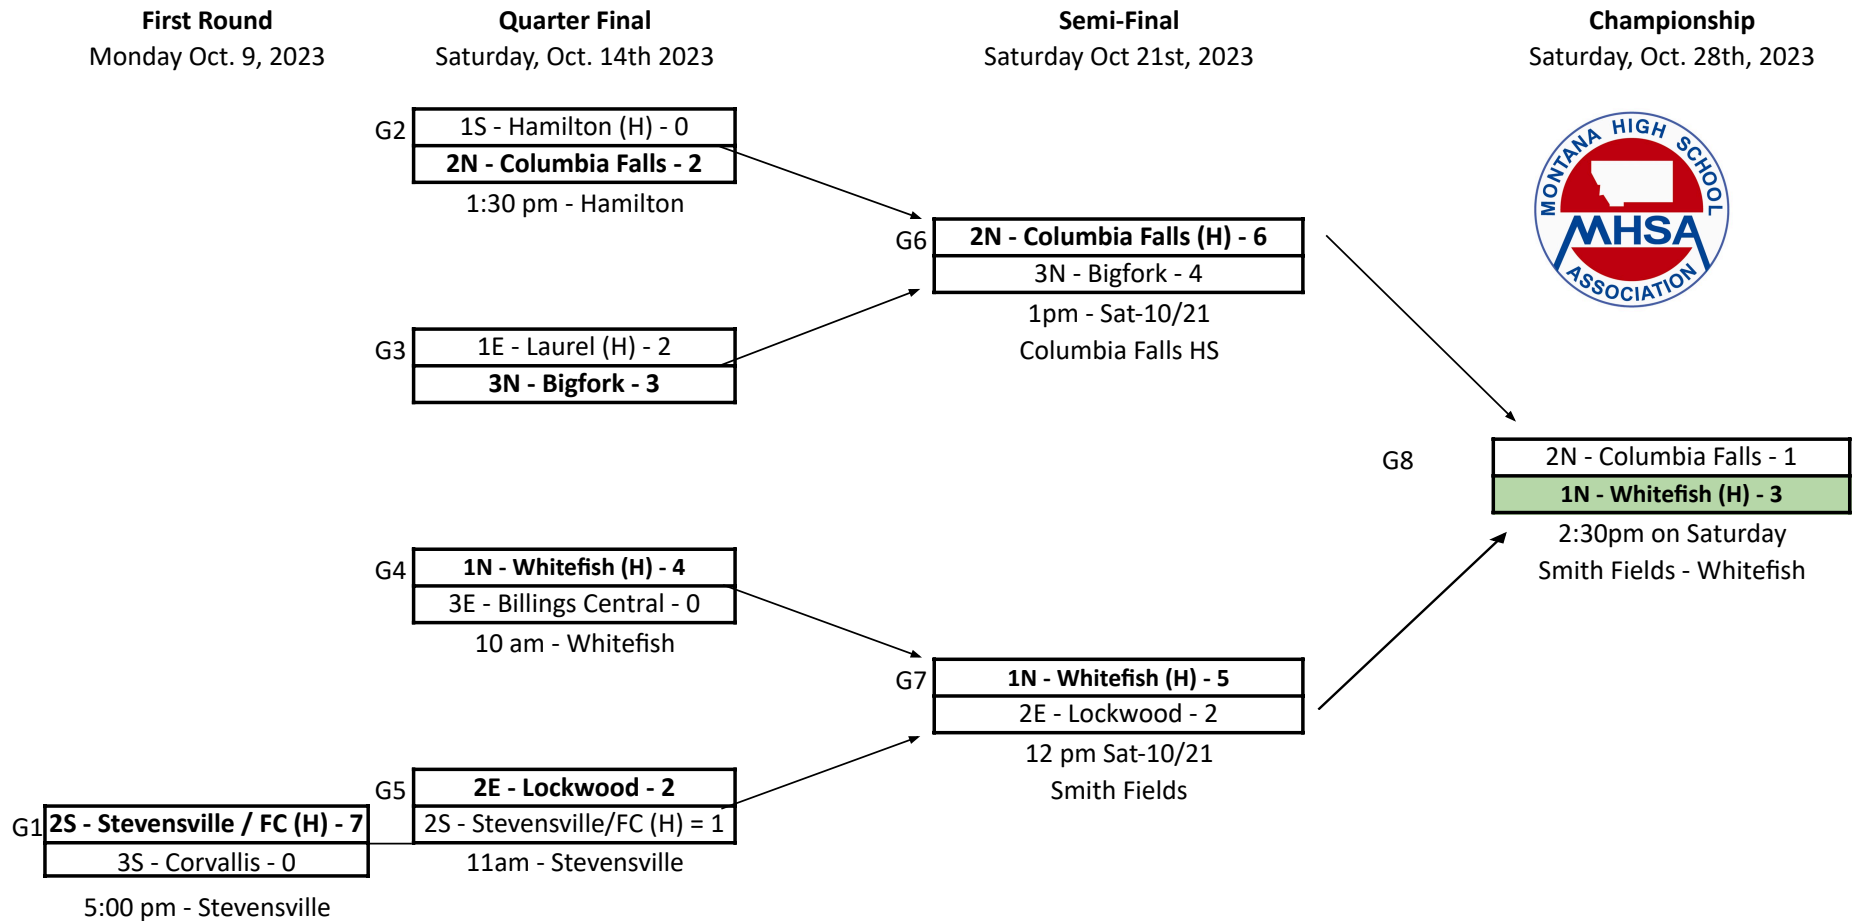 First Round
Monday Oct. 9, 2023
Quarter Final
Saturday, Oct. 14th 2023
Semi-Final
Saturday Oct 21st, 2023
Championship
Saturday, Oct. 28th, 2023
G2
1S - Hamilton (H) - 0
2N - Columbia Falls - 2
1:30 pm - Hamilton
MONTANA HIGH SCHOOL
MHSA
ASSOCIATION
G6
2N - Columbia Falls (H) - 6
3N - Bigfork - 4
1pm - Sat-10/21
Columbia Falls HS
G3
1E - Laurel (H) - 2
3N - Bigfork - 3
G8
2N - Columbia Falls - 1
1N - Whitefish (H) - 3
2:30pm on Saturday
Smith Fields - Whitefish
G4
1N - Whitefish (H) - 4
3E - Billings Central - 0
10 am - Whitefish
G7
1N - Whitefish (H) - 5
2E - Lockwood - 2
12 pm Sat-10/21
Smith Fields
G5
2E - Lockwood - 2
2S - Stevensville/FC (H) = 1
11am - Stevensville
G1
2S - Stevensville / FC (H) - 7
3S - Corvallis - 0
5:00 pm - Stevensville